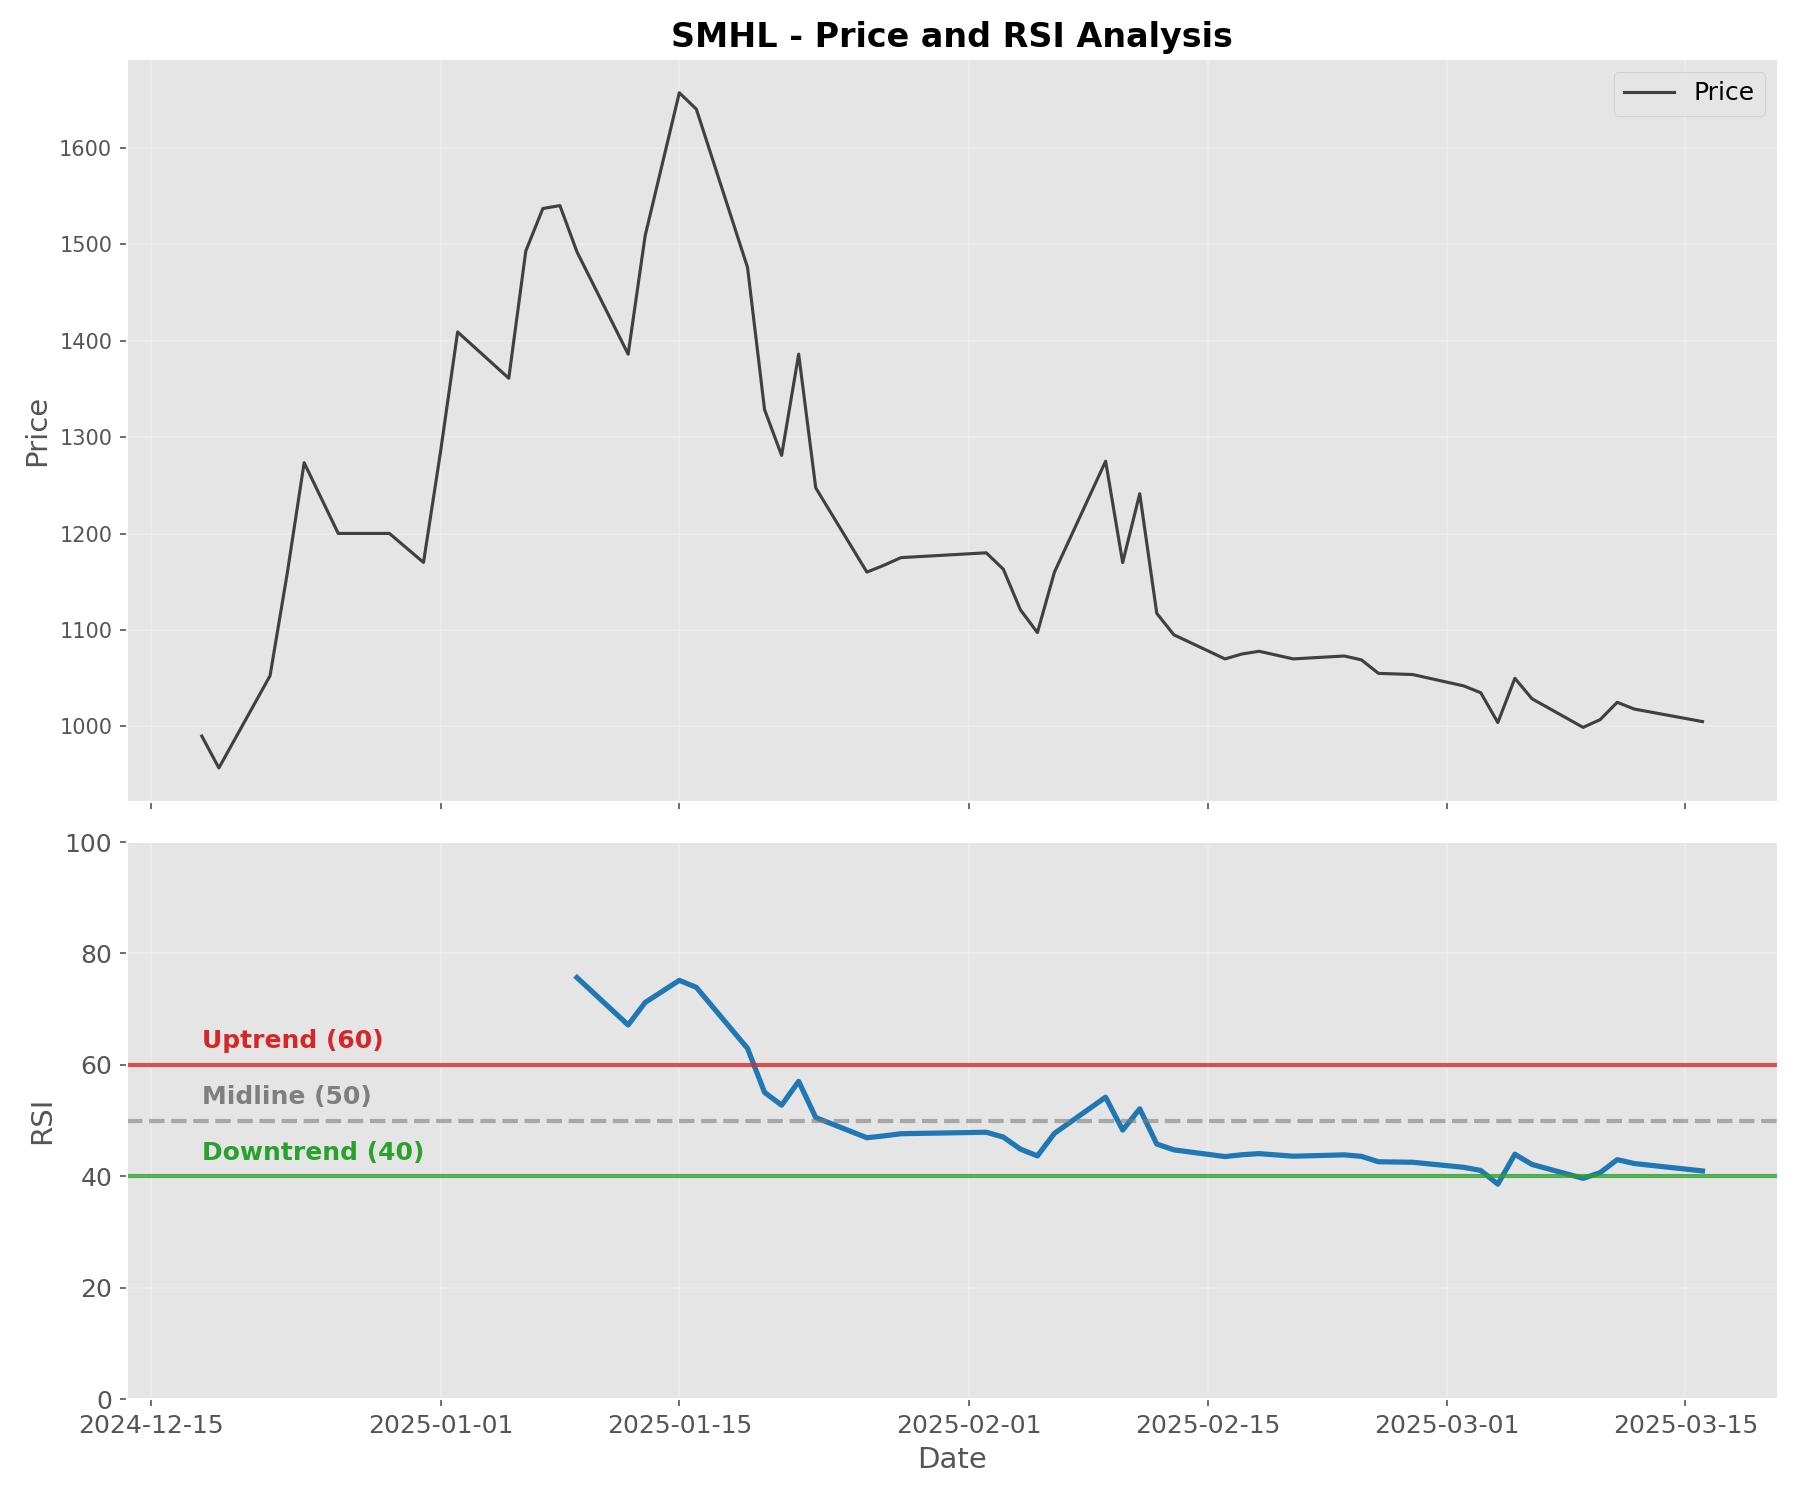 SMHL - Price and RSI Analysis
Price
1600
1500
1400
1300
1200
1100
1000
Price
100
80
60
40
20
0
RSI
Uptrend (60)
Midline (50)
Downtrend (40)
2024-12-15
2025-01-01
2025-01-15
2025-02-01
2025-02-15
2025-03-01
2025-03-15
Date